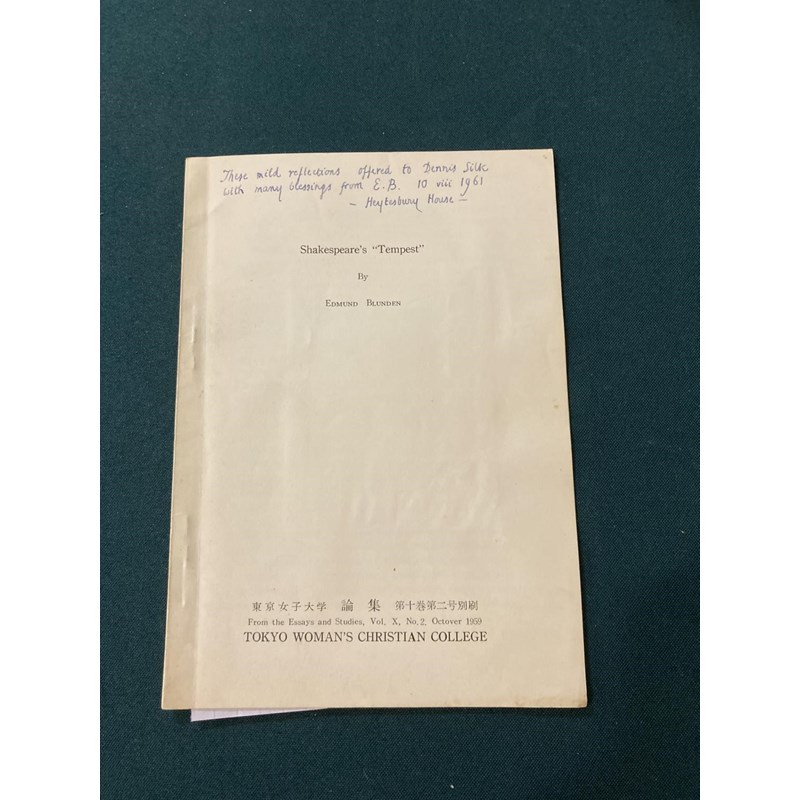 These mild reflections offered to Dennis Silk
with many blessings from E.B. 10 viii 1961
– Heytesbury House –
Shakespeare's "Tempest"
By
EDMUND BLUNDEN
東京女子大学 論集 第十巻第二号別刷
From the Essays and Studies, Vol. X, No. 2, Octover 1959
TOKYO WOMAN'S CHRISTIAN COLLEGE